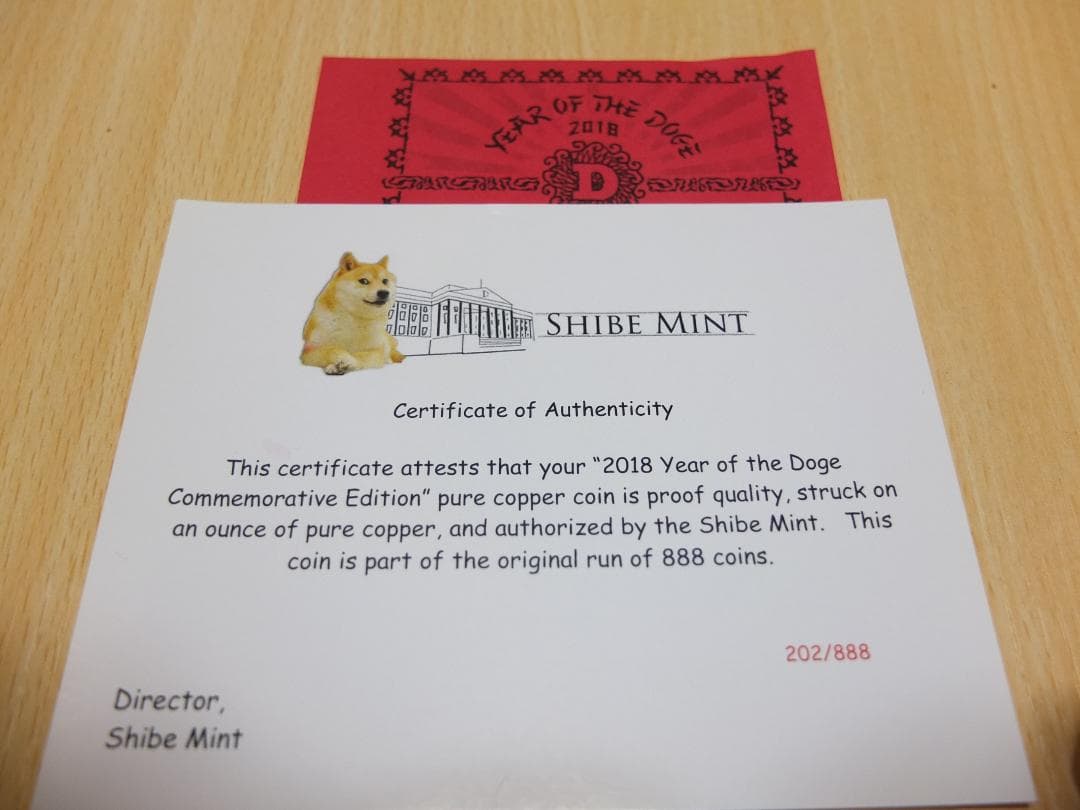 YEAR OF THE DOGE
2018
D
SHIBE MINT
Certificate of Authenticity
This certificate attests that your “2018 Year of the Doge
Commemorative Edition” pure copper coin is proof quality, struck on
an ounce of pure copper, and authorized by the Shibe Mint. This
coin is part of the original run of 888 coins.
202/888
Director,
Shibe Mint